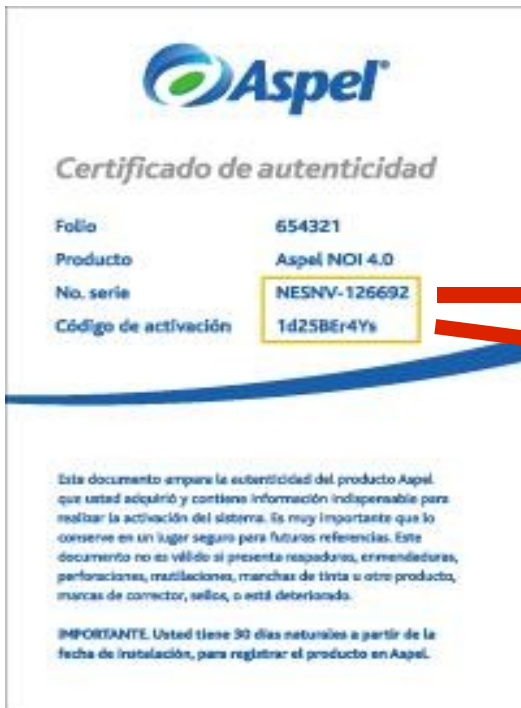 Aspel
Certificado de autenticidad
Folio 654321
Producto Aspel NOI 4.0
No. serie NESNV-126692
Código de activación 1d25BEr4Ys
Este documento ampara la autenticidad del producto Aspel
que usted adquirió y contiene información indispensable para
realizar la activación del sistema. Es muy importante que lo
conserve en un lugar seguro para futuras referencias. Este
documento no es válido si presenta raspaduras, enmendaduras,
perforaciones, mutilaciones, manchas de tinta u otro producto,
marcas de corrector, sellos, o está deteriorado.
IMPORTANTE. Usted tiene 30 días naturales a partir de la
fecha de instalación, para registrar el producto en Aspel.